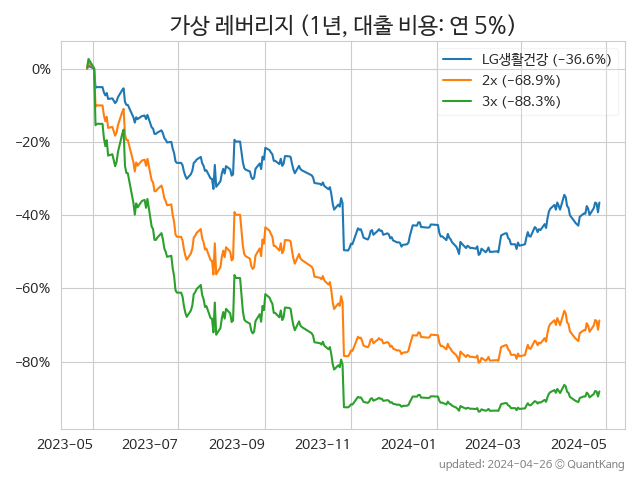 가상 레버리지 (1년, 대출 비용: 연 5%)
LG생활건강 (−36.6%)
2x (−68.9%)
3x (−88.3%)
0%
−20%
−40%
−60%
−80%
2023-05 2023-07 2023-09 2023-11 2024-01 2024-03 2024-05
updated: 2024-04-26 © QuantKang